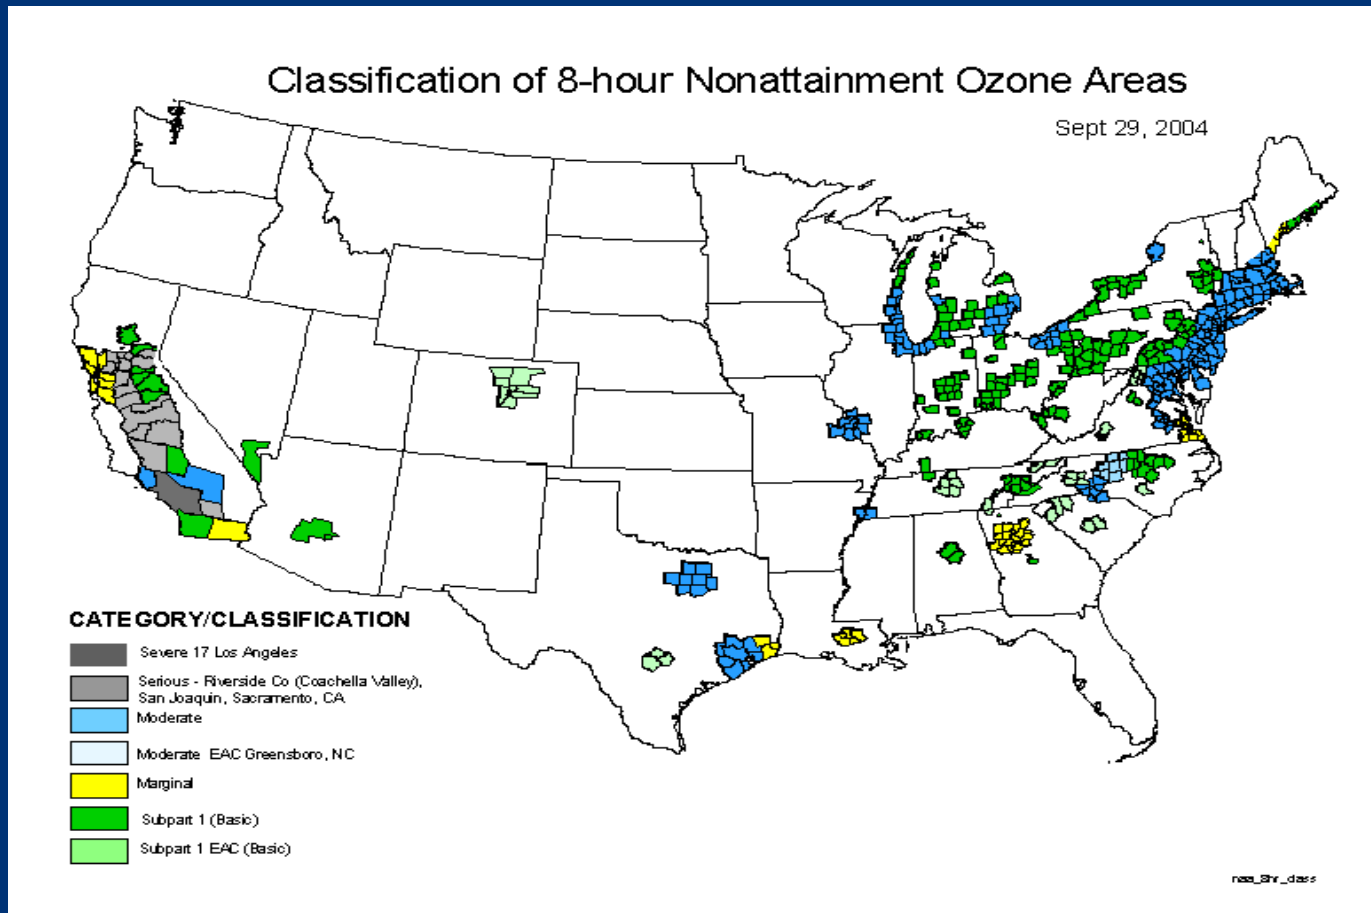 Classification of 8-hour Nonattainment Ozone Areas
Sept 29, 2004
CATEGORY/CLASSIFICATION
Severe 17 Los Angeles
Serious - Riverside Co (Coachella Valley),
San Joaquin, Sacramento, CA
Moderate
Moderate EAC Greensboro, NC
Marginal
Subpart 1 (Basic)
Subpart 1 EAC (Basic)
naa_8hr_class